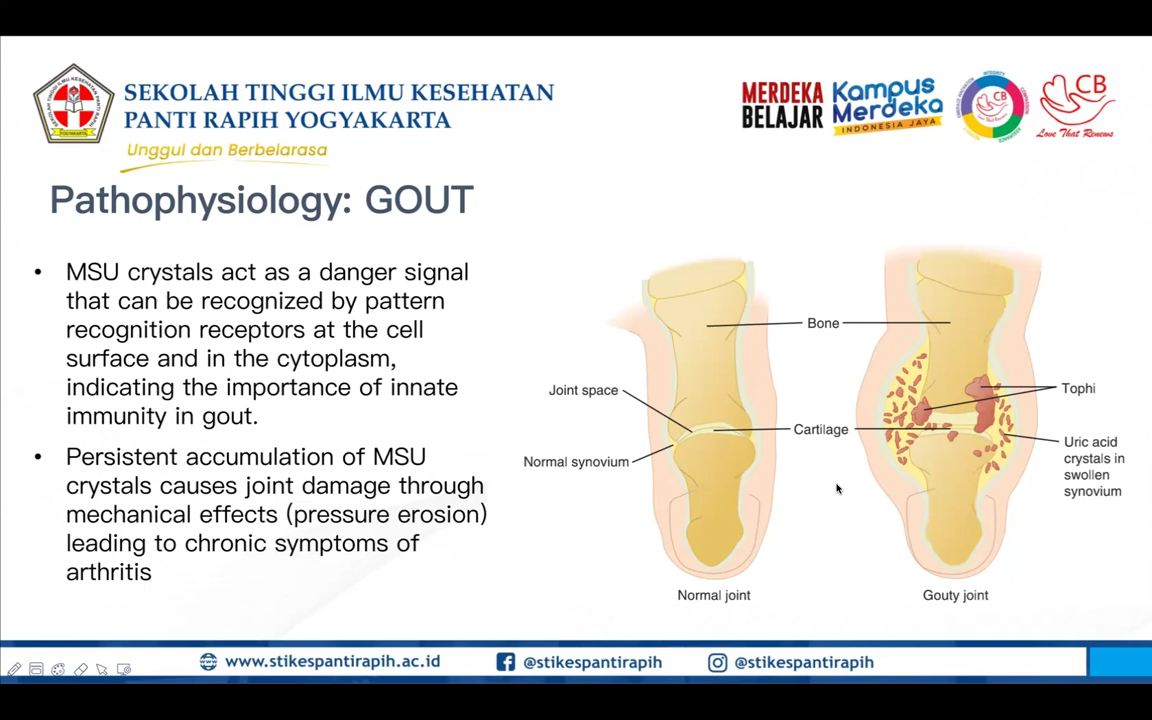 SEKOLAH TINGGI ILMU KESEHATAN
PANTI RAPIH YOGYAKARTA
Unggul dan Berbelarasa
MERDEKA
BELAJAR
Kampus
Merdeka
INDONESIA JAYA
CB
Love That Renews
Pathophysiology: GOUT
• MSU crystals act as a danger signal
that can be recognized by pattern
recognition receptors at the cell
surface and in the cytoplasm,
indicating the importance of innate
immunity in gout.
• Persistent accumulation of MSU
crystals causes joint damage through
mechanical effects (pressure erosion)
leading to chronic symptoms of
arthritis
Bone
Joint space
Tophi
Cartilage
Normal synovium
Uric acid
crystals in
swollen
synovium
Normal joint
Gouty joint
www.stikespantirapih.ac.id
@stikespantirapih
@stikespantirapih